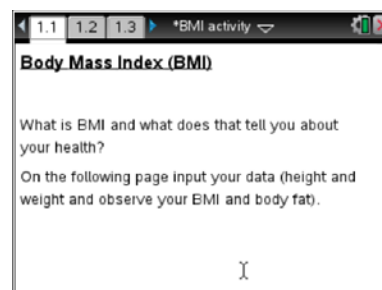 1.1 1.2 1.3 *BMI activity
Body Mass Index (BMI)
What is BMI and what does that tell you about
your health?
On the following page input your data (height and
weight and observe your BMI and body fat).